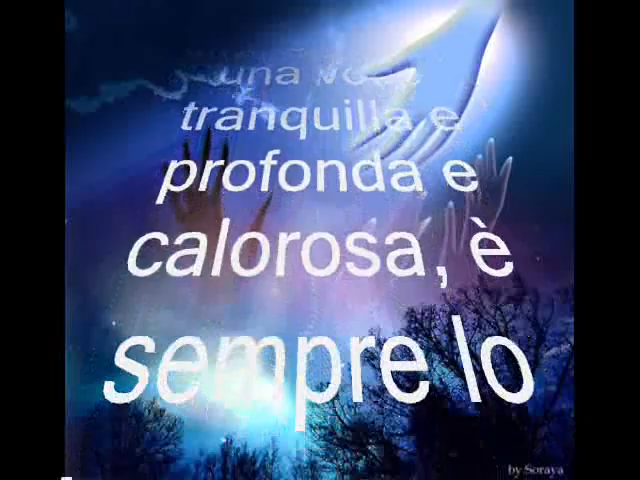 una
tranquilla e
profonda e
calorosa, è
sempre lo
by Soraya